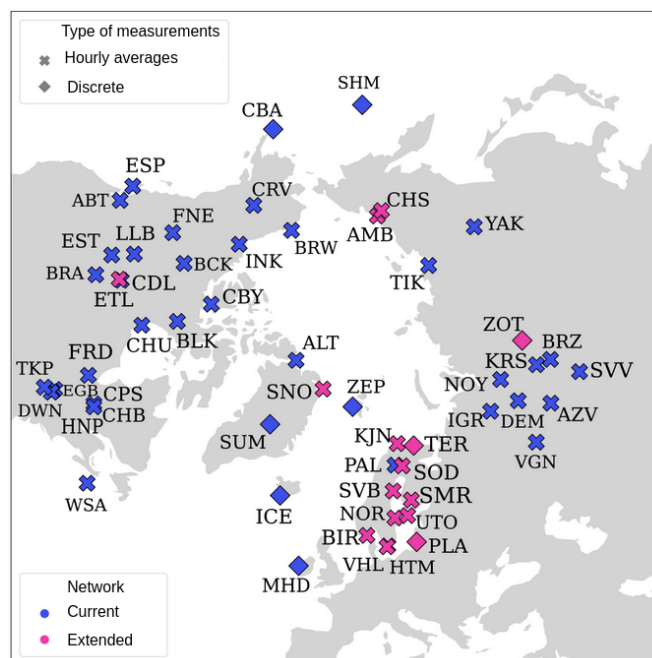 Type of measurements
Hourly averages
Discrete
SHM
CBA
ESP
ABT
CRV
CHS
FNE
AMB
YAK
EST
LLB
BRW
INK
BCK
BRA
CDL
TIK
ETL
CBY
ZOT
CHU
BLK
BRZ
FRD
ALT
KRS
SVV
TKP
NOY
EGB
CPS
SNO
ZEP
DWN
CHB
IGR
DEM
AZV
HNP
SUM
KJN
TER
VGN
PAL
SOD
WSA
SVB
SMR
ICE
NOR
UTO
BIR
PLA
VHL
HTM
MHD
Network
Current
Extended